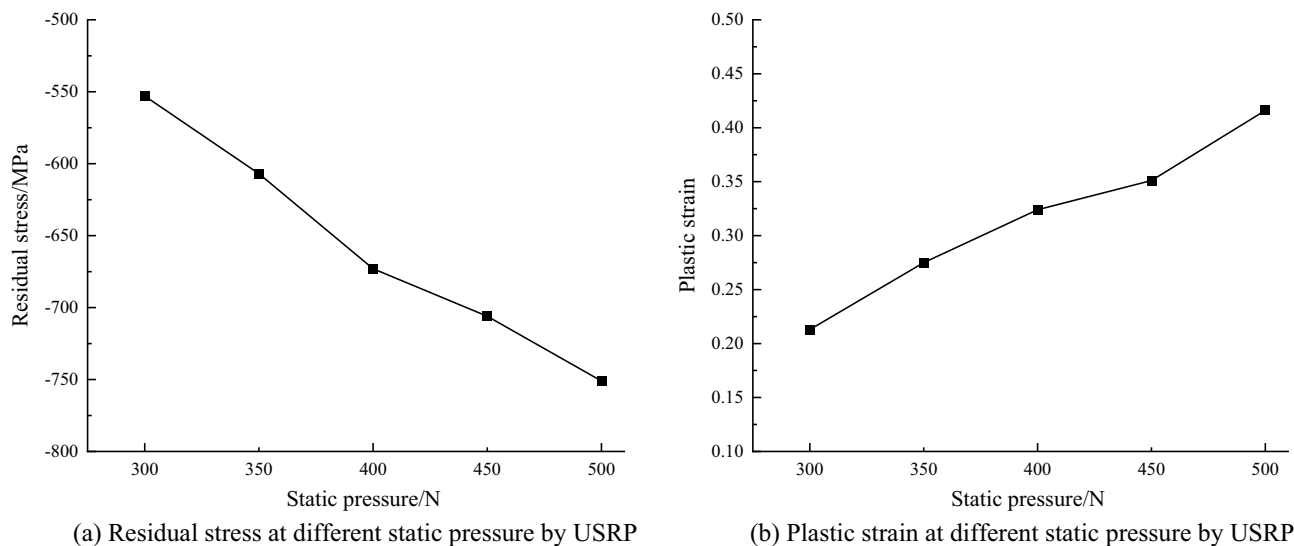 -500
-550
-600
-650
-700
-750
-800
Residual stress/MPa
300 350 400 450 500
Static pressure/N
(a) Residual stress at different static pressure by USRP
0.50
0.45
0.40
0.35
0.30
0.25
0.20
0.15
0.10
Plastic strain
300 350 400 450 500
Static pressure/N
(b) Plastic strain at different static pressure by USRP